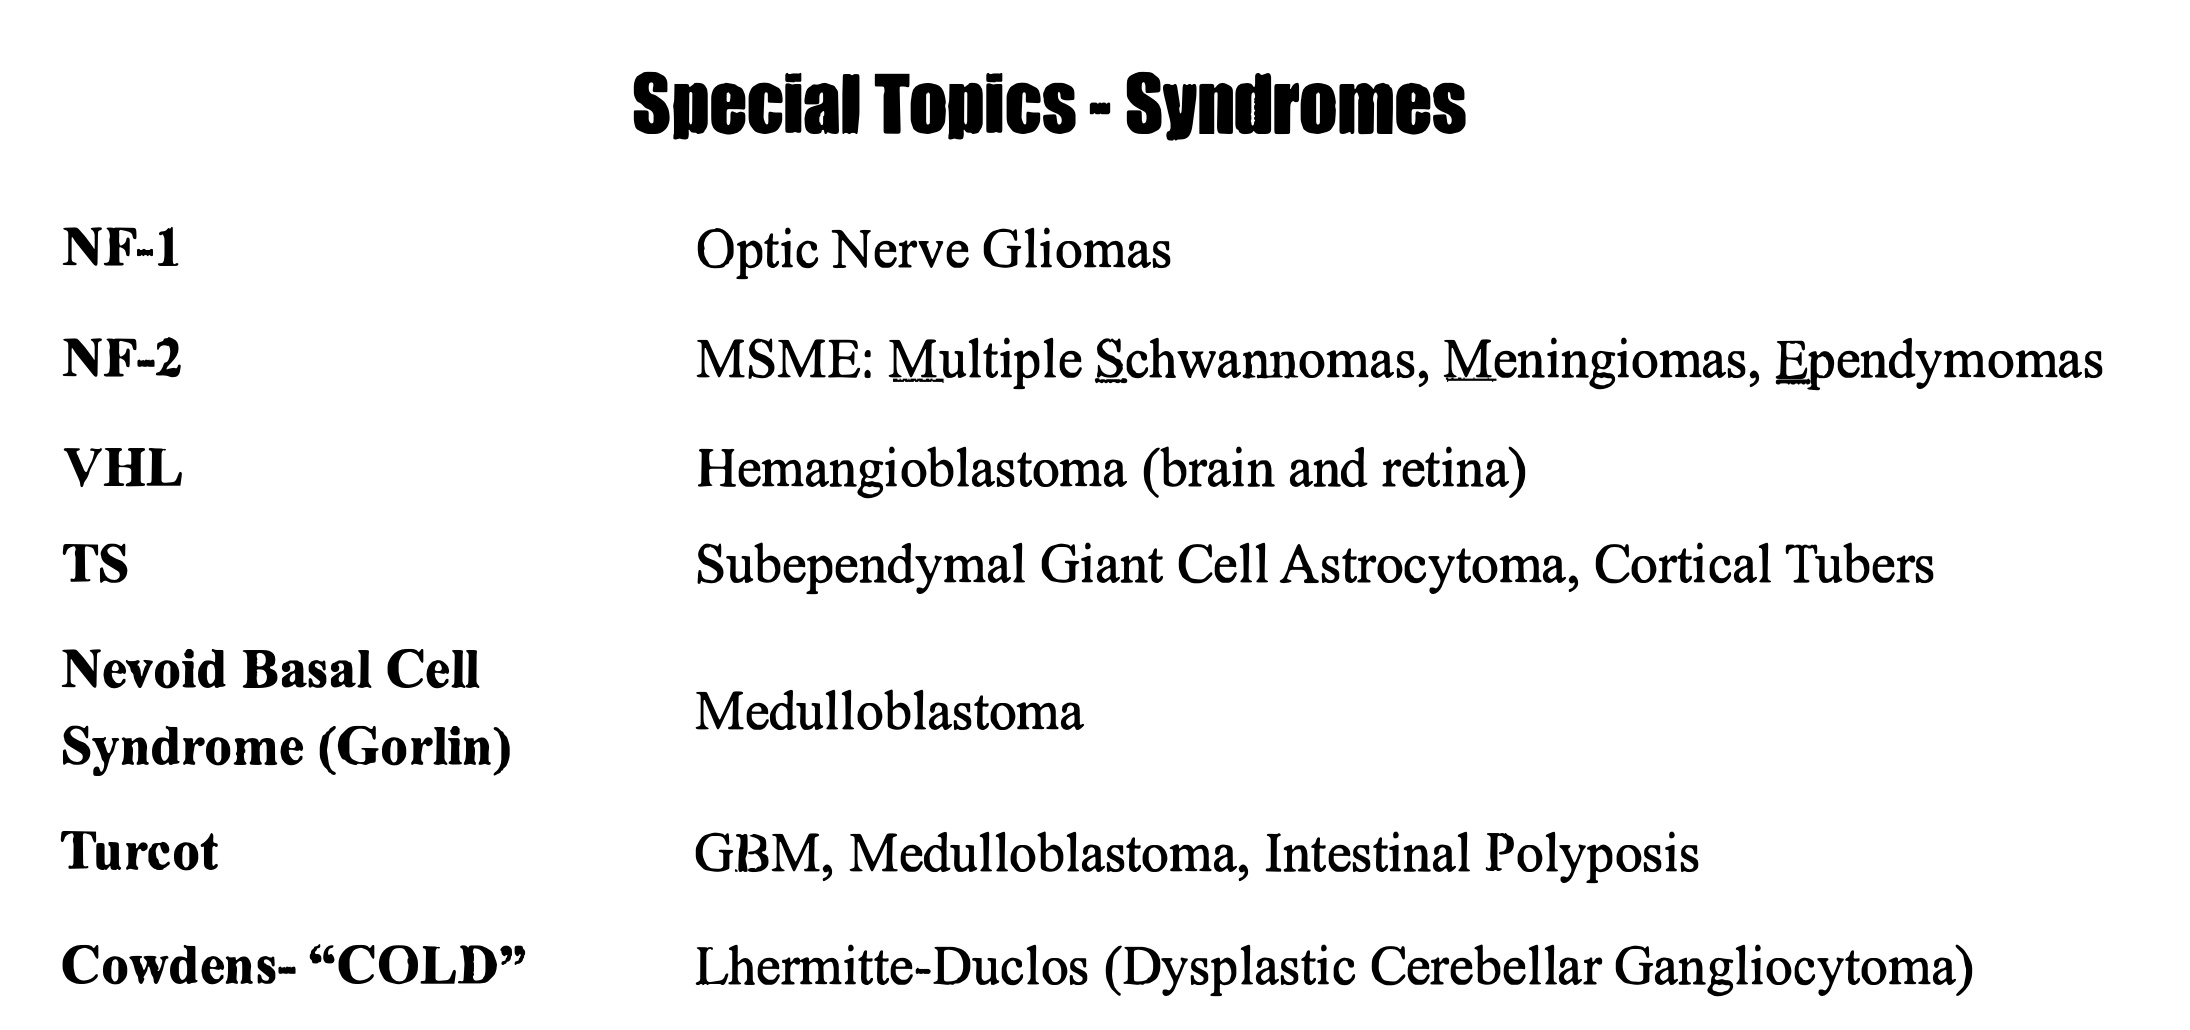 Special Topics - Syndromes
NF-1 Optic Nerve Gliomas
NF-2 MSME: Multiple Schwannomas, Meningiomas, Ependymomas
VHL Hemangioblastoma (brain and retina)
TS Subependymal Giant Cell Astrocytoma, Cortical Tubers
Nevoid Basal Cell
Syndrome (Gorlin)
Medulloblastoma
Turcot GBM, Medulloblastoma, Intestinal Polyposis
Cowdens- “COLD” Lhermitte-Duclos (Dysplastic Cerebellar Gangliocytoma)